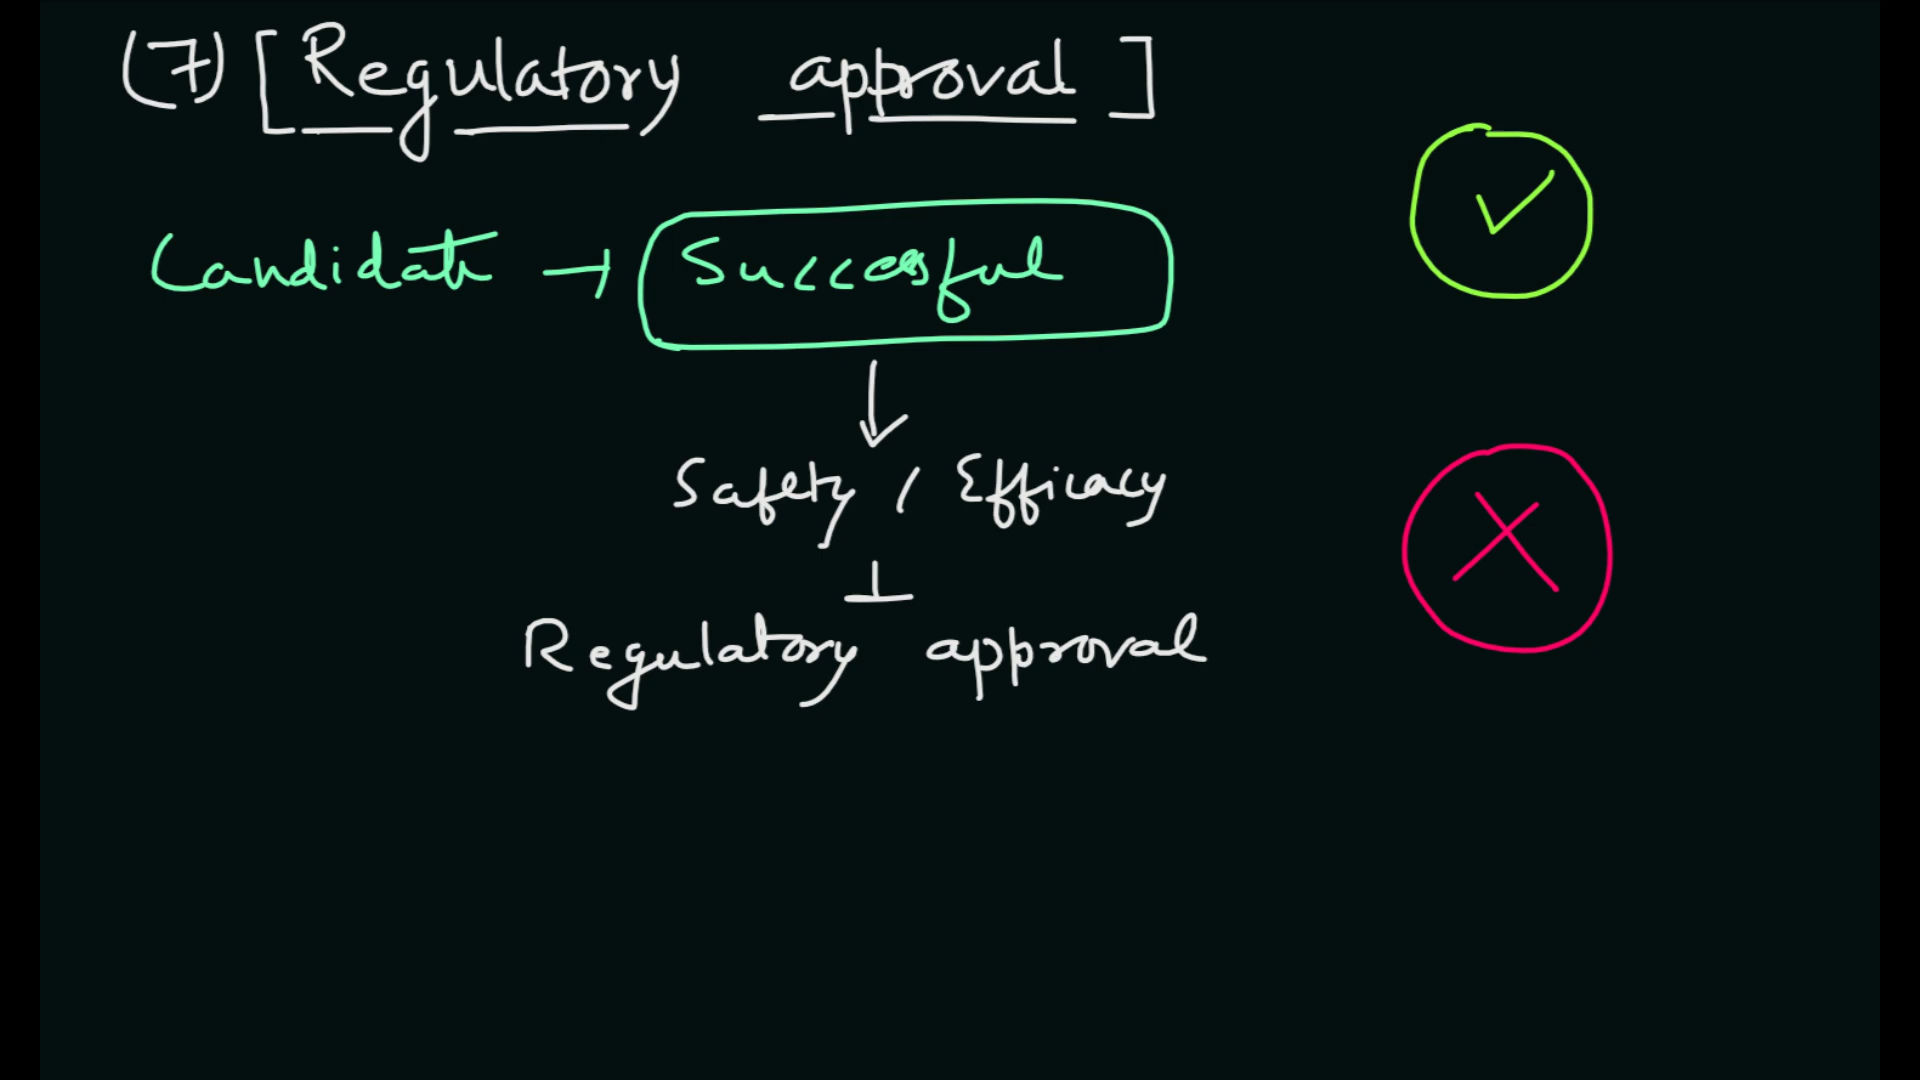 (7) [Regulatory approval]
Candidate → Successful
Safety / Efficacy
Regulatory approval